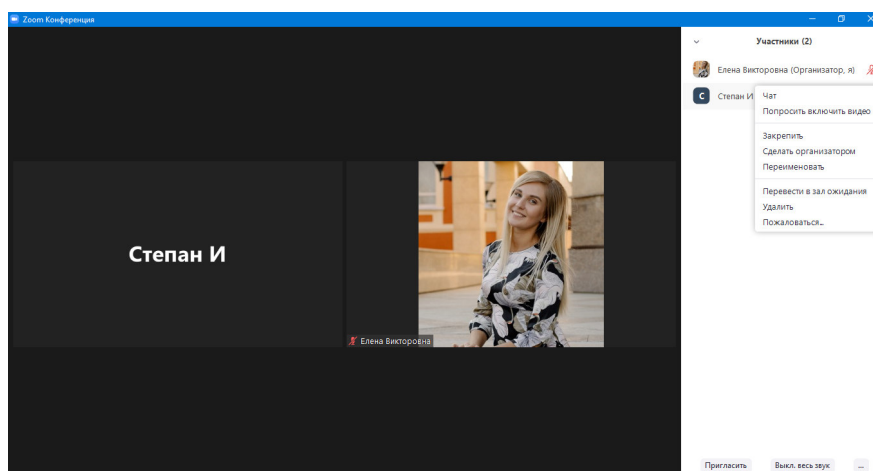 Zoom Конференция
Участники (2)
Елена Викторовна (Организатор, я)
С Степан И
Чат
Попросить включить видео
Закрепить
Сделать организатором
Переименовать
Перевести в зал ожидания
Удалить
Пожаловаться...
Степан И
Елена Викторовна
Пригласить Выкл. весь звук ...